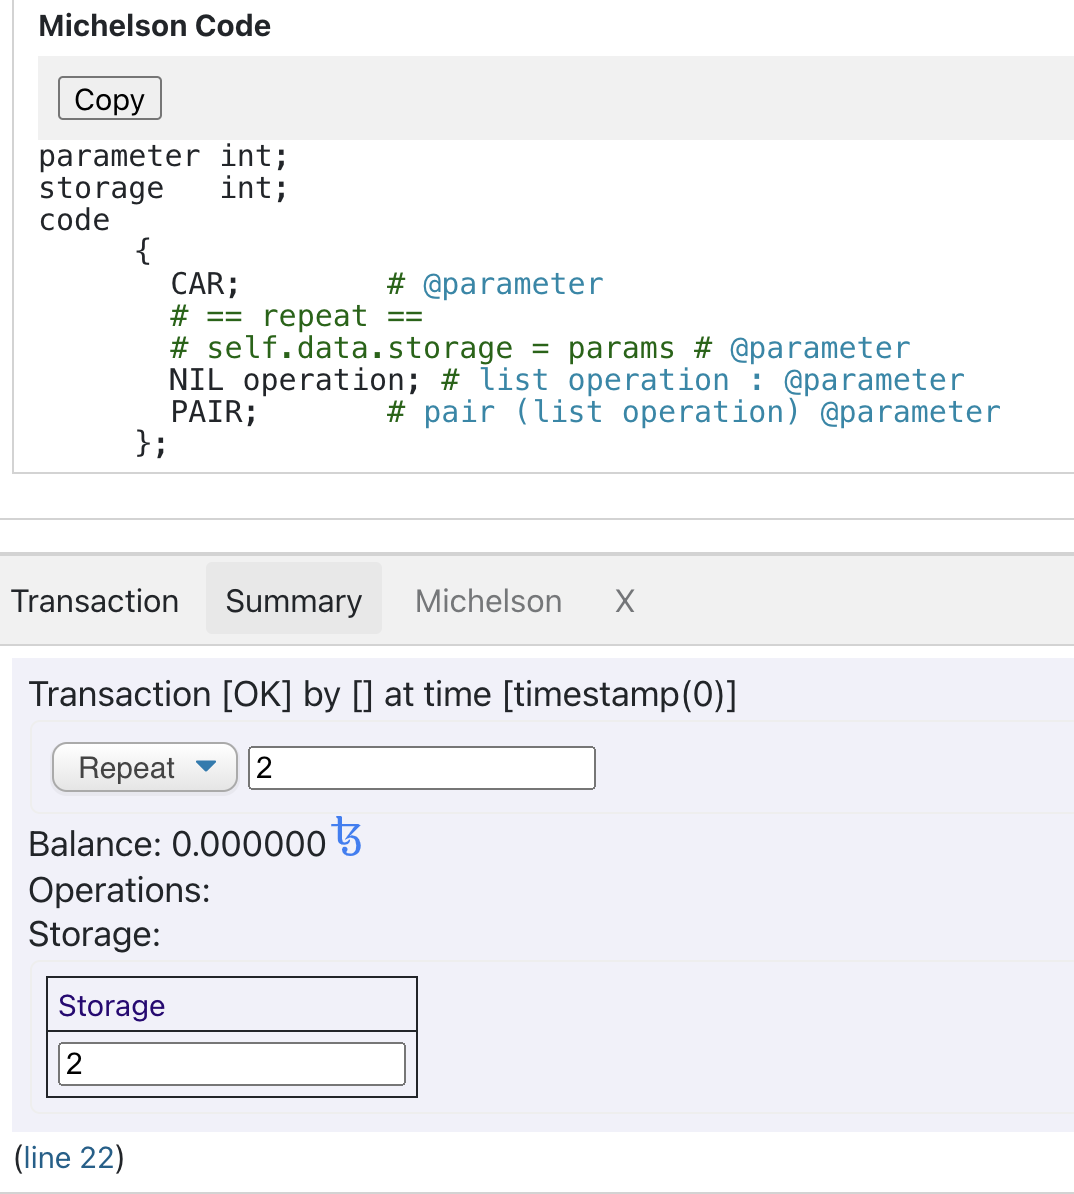 Michelson Code
Copy
parameter int;
storage   int;
code
      {
        CAR;        # @parameter
        # == repeat ==
        # self.data.storage = params # @parameter
        NIL operation; # list operation : @parameter
        PAIR;       # pair (list operation) @parameter
      };
Transaction Summary Michelson X
Transaction [OK] by [] at time [timestamp(0)]
Repeat 2
Balance: 0.000000ꜩ
Operations:
Storage:
Storage
2
(line 22)